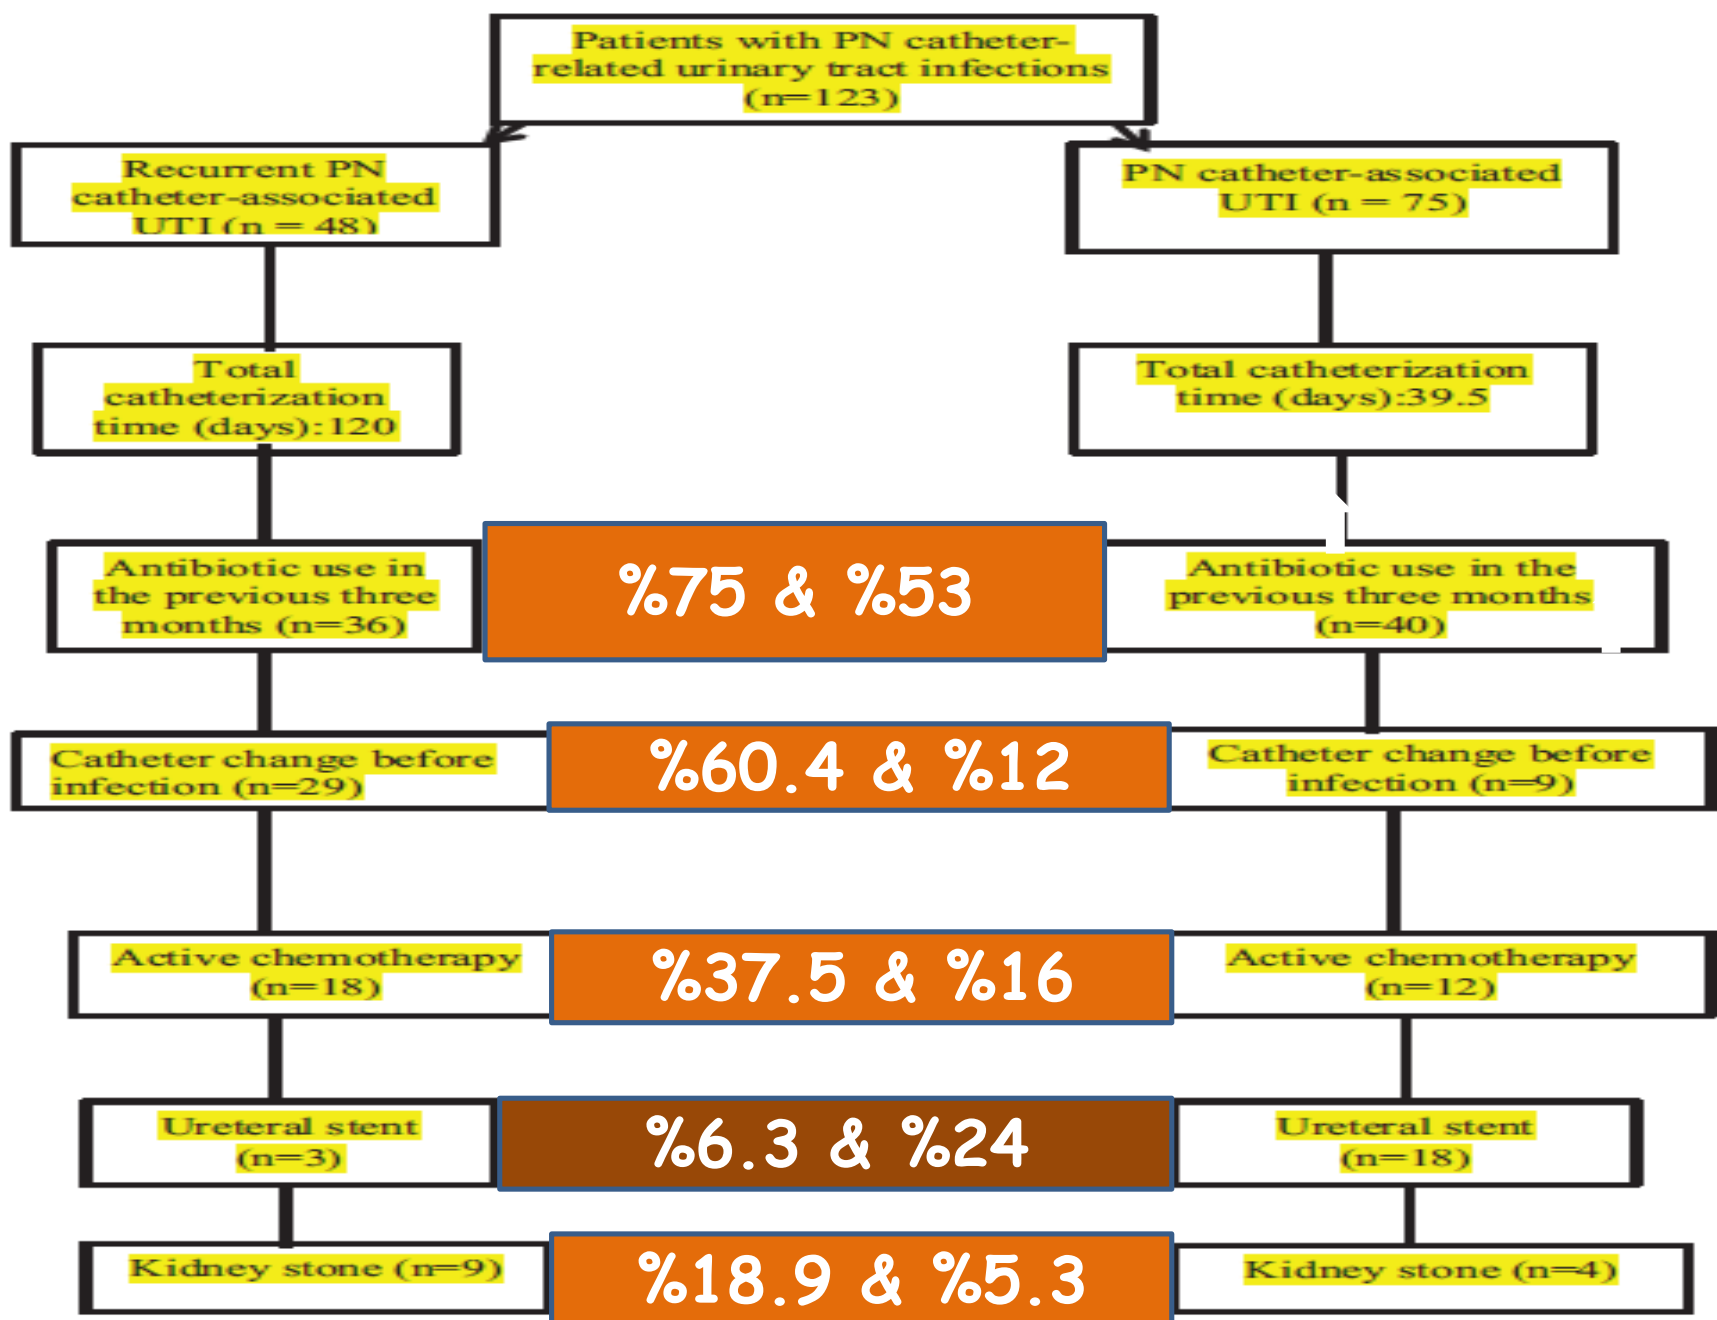 Patients with PN catheter-
related urinary tract infections
(n=123)
Recurrent PN
catheter-associated
UTI (n = 48)
PN catheter-associated
UTI (n = 75)
Total
catheterization
time (days):120
Total catheterization
time (days):39.5
Antibiotic use in
the previous three
months (n=36)
%75 & %53
Antibiotic use in the
previous three months
(n=40)
Catheter change before
infection (n=29)
%60.4 & %12
Catheter change before
infection (n=9)
Active chemotherapy
(n=18)
%37.5 & %16
Active chemotherapy
(n=12)
Ureteral stent
(n=3)
%6.3 & %24
Ureteral stent
(n=18)
Kidney stone (n=9)
%18.9 & %5.3
Kidney stone (n=4)